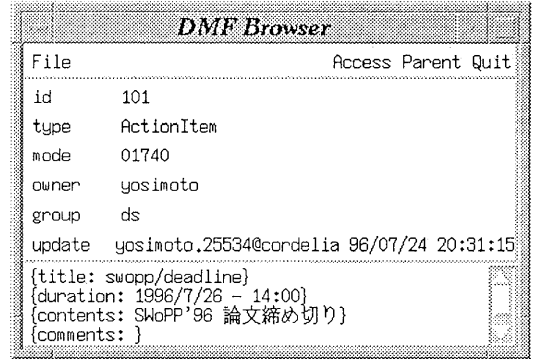 DMF Browser
File Access Parent Quit
id 101
type ActionItem
mode 01740
owner yosimoto
group ds
update yosimoto.25534@cordelia 96/07/24 20:31:15
{title: swopp/deadline}
{duration: 1996/7/26 - 14:00}
{contents: SWoPP'96 論文締め切り}
{comments: }